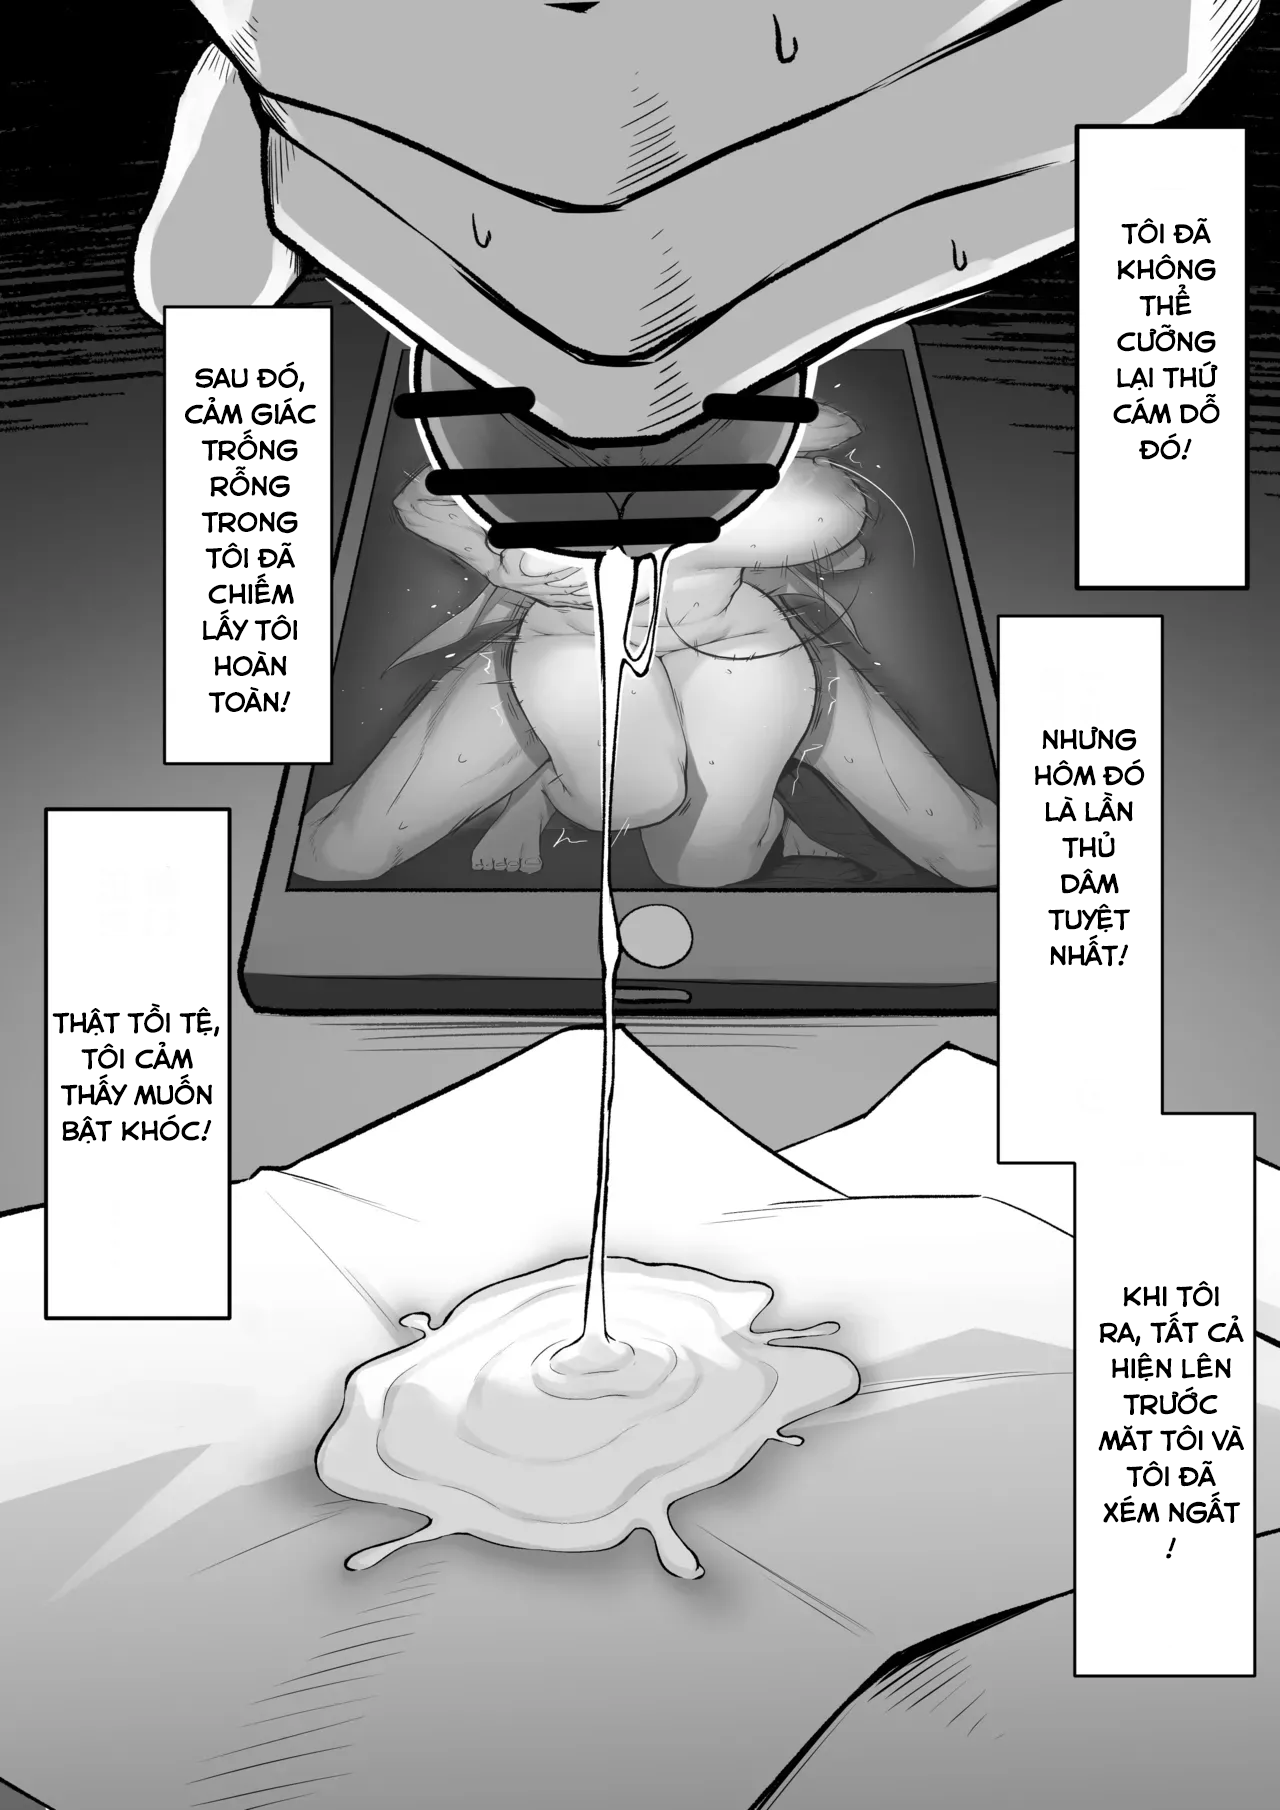 TÔI ĐÃ
KHÔNG
THỂ
CƯỠNG
LẠI THỨ
CÁM DỖ
ĐÓ!
NHƯNG
HÔM ĐÓ
LÀ LẦN
THỦ
DÂM
TUYỆT
NHẤT!
KHI TÔI
RA, TẤT CẢ
HIỆN LÊN
TRƯỚC
MĂT TÔI VÀ
TÔI ĐÃ
XÉM NGẤT
!
SAU ĐÓ,
CẢM GIÁC
TRỐNG
RỖNG
TRONG
TÔI ĐÃ
CHIẾM
LẤY TÔI
HOÀN
TOÀN!
THẬT TỒI TỆ,
TÔI CẢM
THẤY MUỐN
BẬT KHÓC!